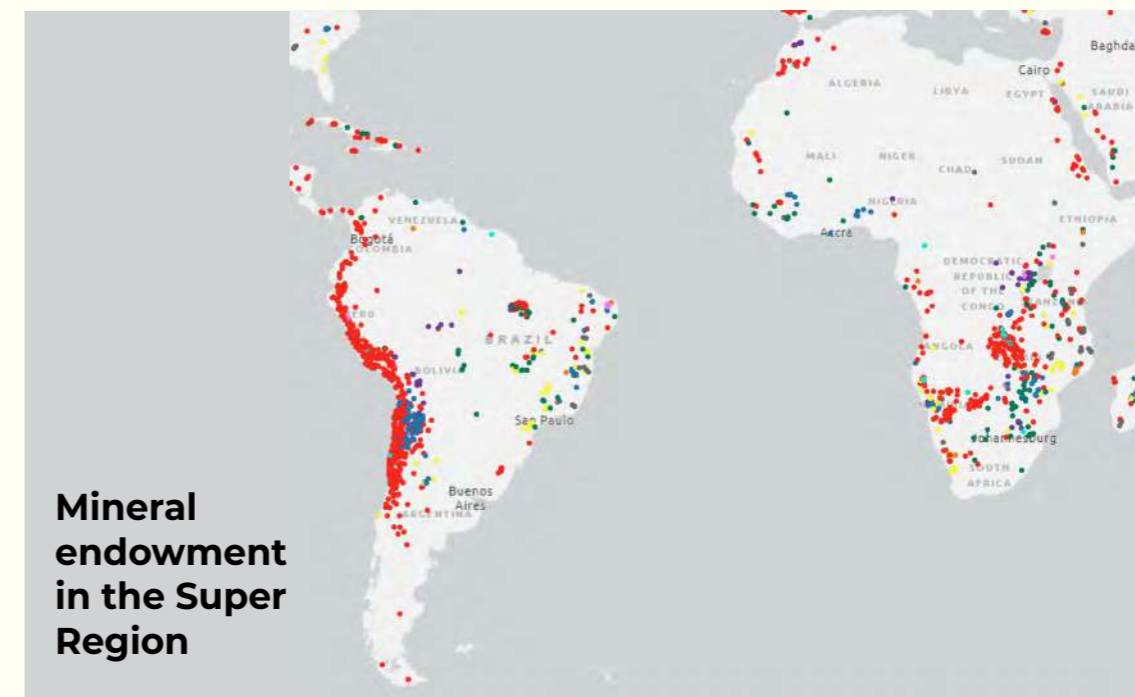 Baghda
Cairo
ALGERIA
LIBYA
EGYPT
SAUDI
ARABIA
MALI
NIGER
CHAD
SUDAN
NIGERIA
Accra
ETHIOPIA
VENEZUELA
Bogotá
COLOMBIA
DEMOCRATIC
REPUBLIC
OF THE
CONGO
PERU
BRAZIL
ANGOLA
BOLIVIA
Sao Paulo
Johannesburg
SOUTH
AFRICA
Buenos
Aires
ARGENTINA
Mineral
endowment
in the Super
Region